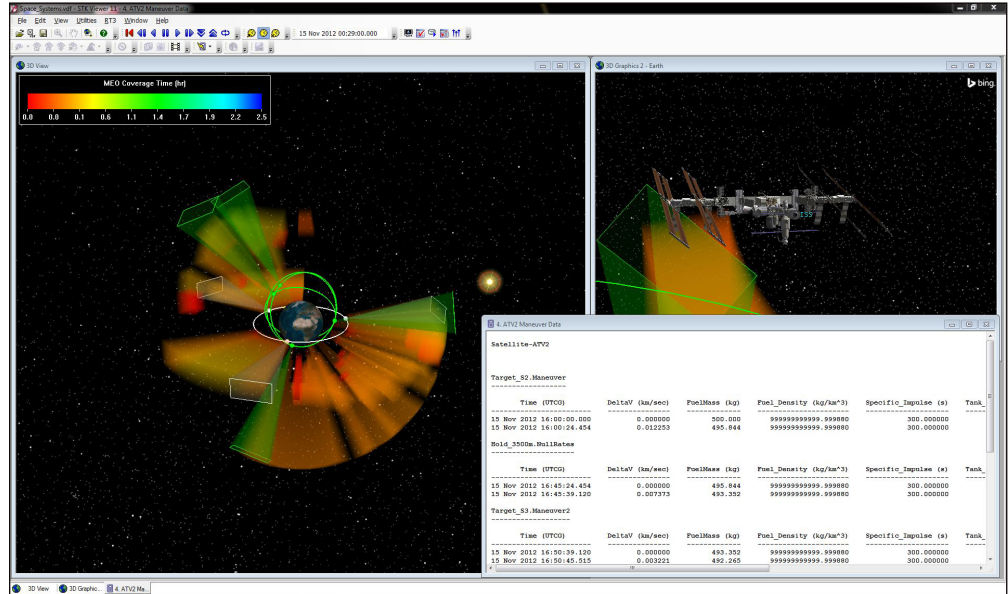 Space_Systems.vdf - STK Viewer 11 - 4. ATV2 Maneuver Data
File Edit View Utilities RT3 Window Help
15 Nov 2012 00:29:00.000
3D View
3D Graphics 2 - Earth
MEO Coverage Time (hr)
0.0 0.0 0.1 0.6 1.1 1.4 1.7 1.9 2.2 2.5
bing
ISS
4. ATV2 Maneuver Data
Satellite-ATV2
Target_S2.Maneuver
------------------
Time (UTCG) DeltaV (km/sec) FuelMass (kg) Fuel_Density (kg/km^3) Specific_Impulse (s) Tank_
15 Nov 2012 16:00:00.000 0.000000 500.000 999999999999.999880 300.000000
15 Nov 2012 16:00:24.454 0.012253 495.844 999999999999.999880 300.000000
Hold_3500m.NullRates
--------------------
Time (UTCG) DeltaV (km/sec) FuelMass (kg) Fuel_Density (kg/km^3) Specific_Impulse (s) Tank_
15 Nov 2012 16:45:24.454 0.000000 495.844 999999999999.999880 300.000000
15 Nov 2012 16:45:39.120 0.007373 493.352 999999999999.999880 300.000000
Target_S3.Maneuver2
-------------------
Time (UTCG) DeltaV (km/sec) FuelMass (kg) Fuel_Density (kg/km^3) Specific_Impulse (s) Tank_
15 Nov 2012 16:50:39.120 0.000000 493.352 999999999999.999880 300.000000
15 Nov 2012 16:50:45.515 0.003221 492.265 999999999999.999880 300.000000
3D View 3D Graphic... 4. ATV2 Ma...